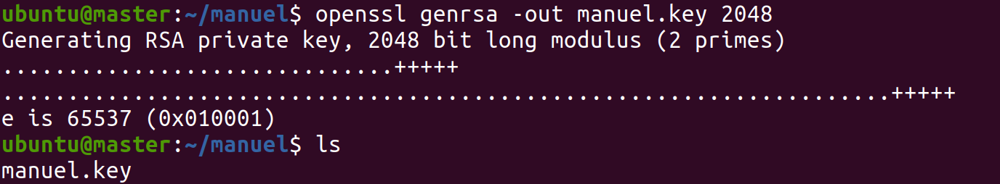 ubuntu@master:~/manuel$ openssl genrsa -out manuel.key 2048
Generating RSA private key, 2048 bit long modulus (2 primes)
..............................+++++
....................................................................+++++
e is 65537 (0x010001)
ubuntu@master:~/manuel$ ls
manuel.key